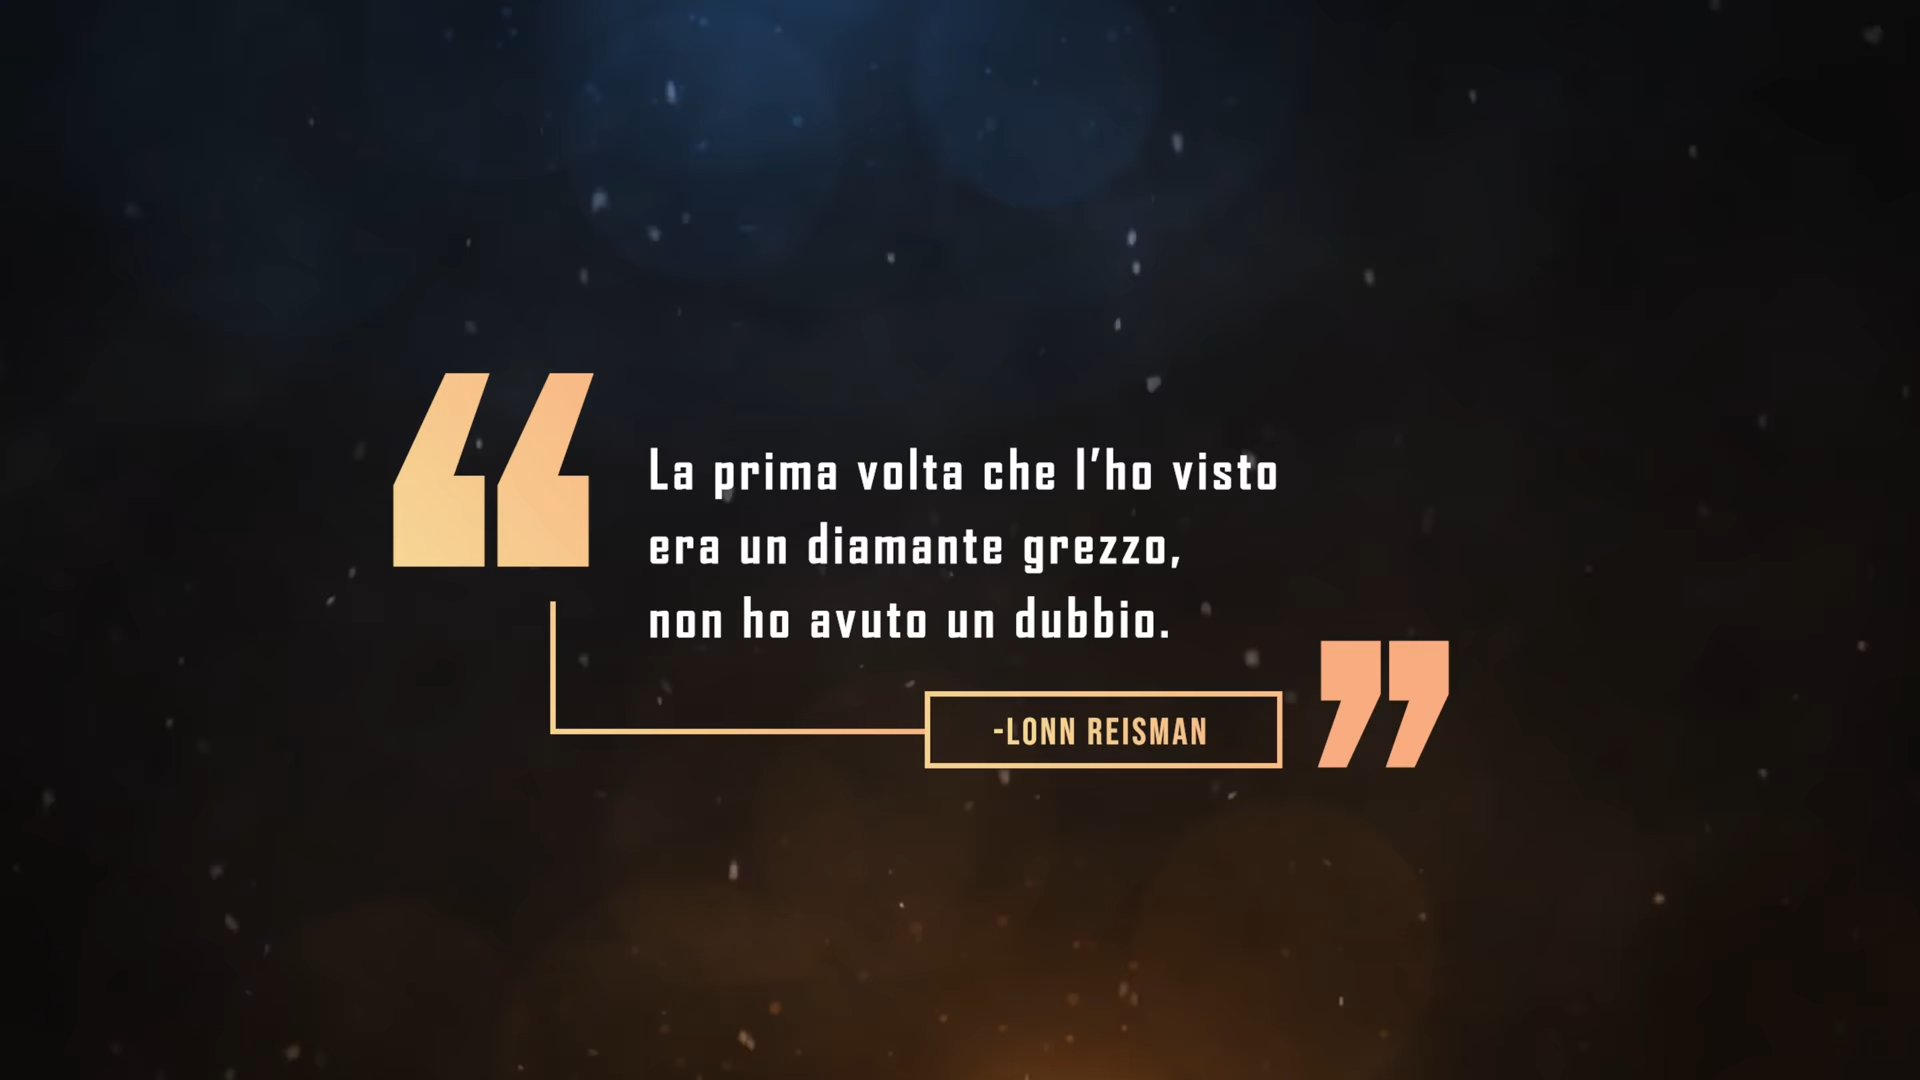 “
La prima volta che l’ho visto
era un diamante grezzo,
non ho avuto un dubbio.
”
-LONN REISMAN